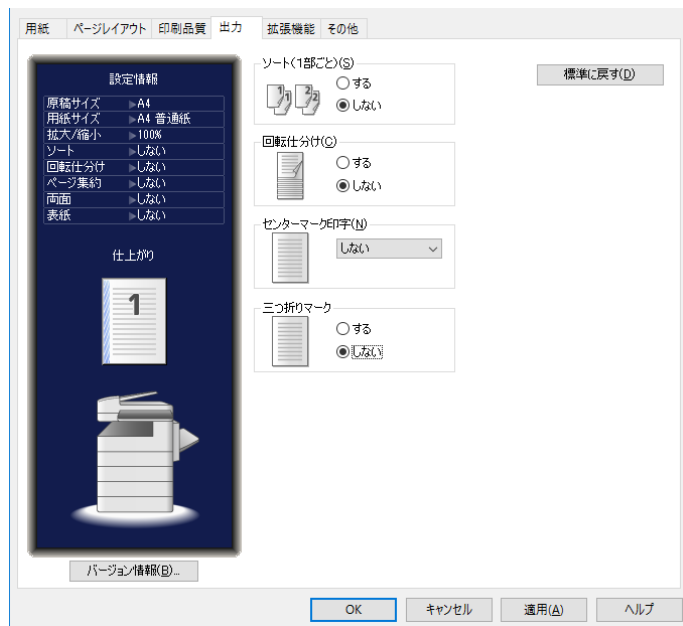 用紙 ページレイアウト 印刷品質 出力 拡張機能 その他
設定情報
原稿サイズ ▶A4
用紙サイズ ▶A4 普通紙
拡大/縮小 ▶100%
ソート ▶しない
回転仕分け ▶しない
ページ集約 ▶しない
両面 ▶しない
表紙 ▶しない
仕上がり
1
バージョン情報(B)...
ソート(1部ごと)(S)
1 1 2 2
する
しない
回転仕分け(C)
する
しない
センターマーク印字(N)
しない
三つ折りマーク
する
しない
標準に戻す(D)
OK キャンセル 適用(A) ヘルプ